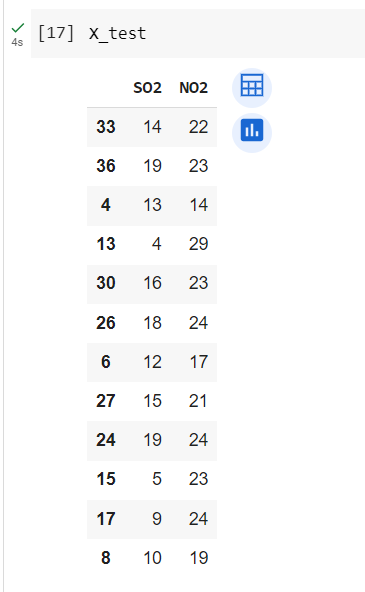 [17] X_test
4s
SO2 NO2
33 14 22
36 19 23
4 13 14
13 4 29
30 16 23
26 18 24
6 12 17
27 15 21
24 19 24
15 5 23
17 9 24
8 10 19